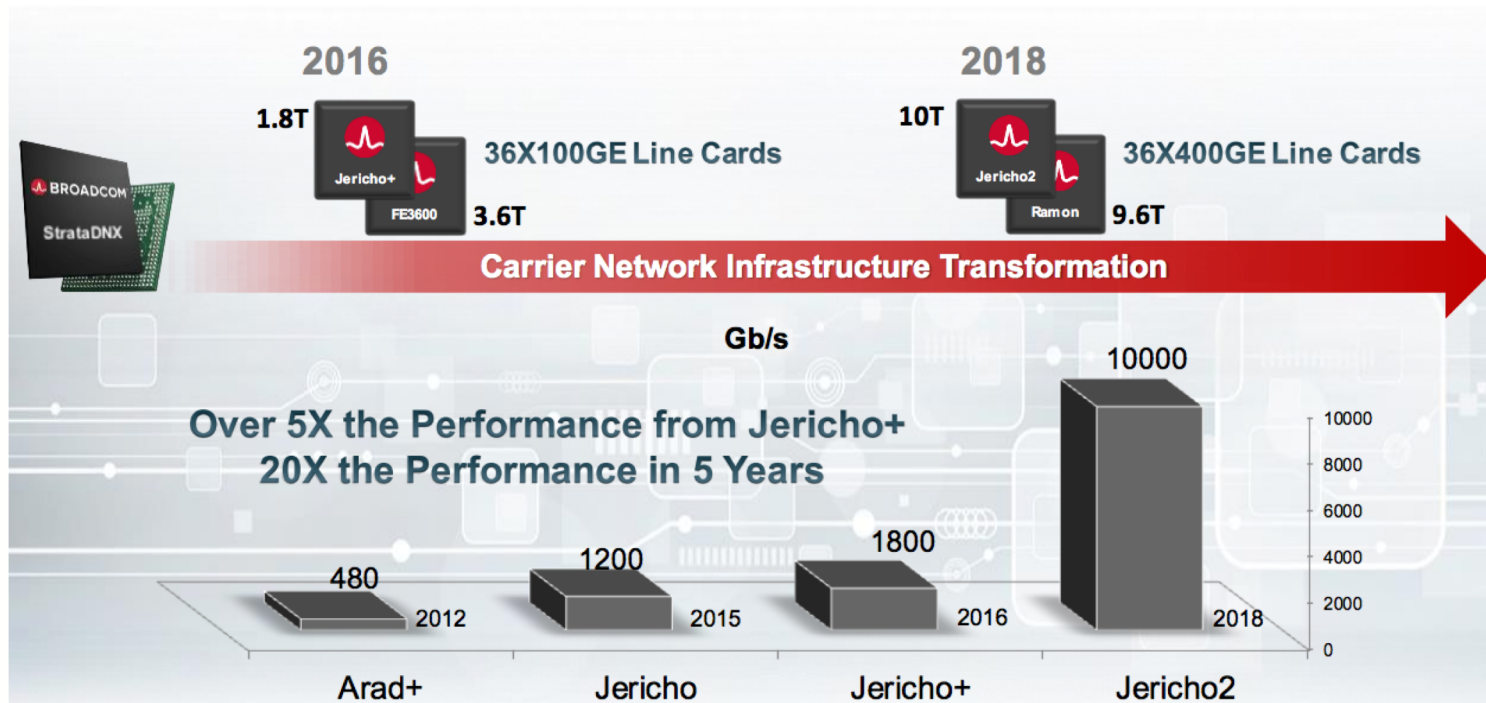 2016
2018
1.8T
10T
36X100GE Line Cards
36X400GE Line Cards
Jericho+
Jericho2
BROADCOM
StrataDNX
FE3600
3.6T
Ramon
9.6T
Carrier Network Infrastructure Transformation
Gb/s
Over 5X the Performance from Jericho+
20X the Performance in 5 Years
480
1200
1800
10000
2012
2015
2016
2018
10000
8000
6000
4000
2000
0
Arad+
Jericho
Jericho+
Jericho2